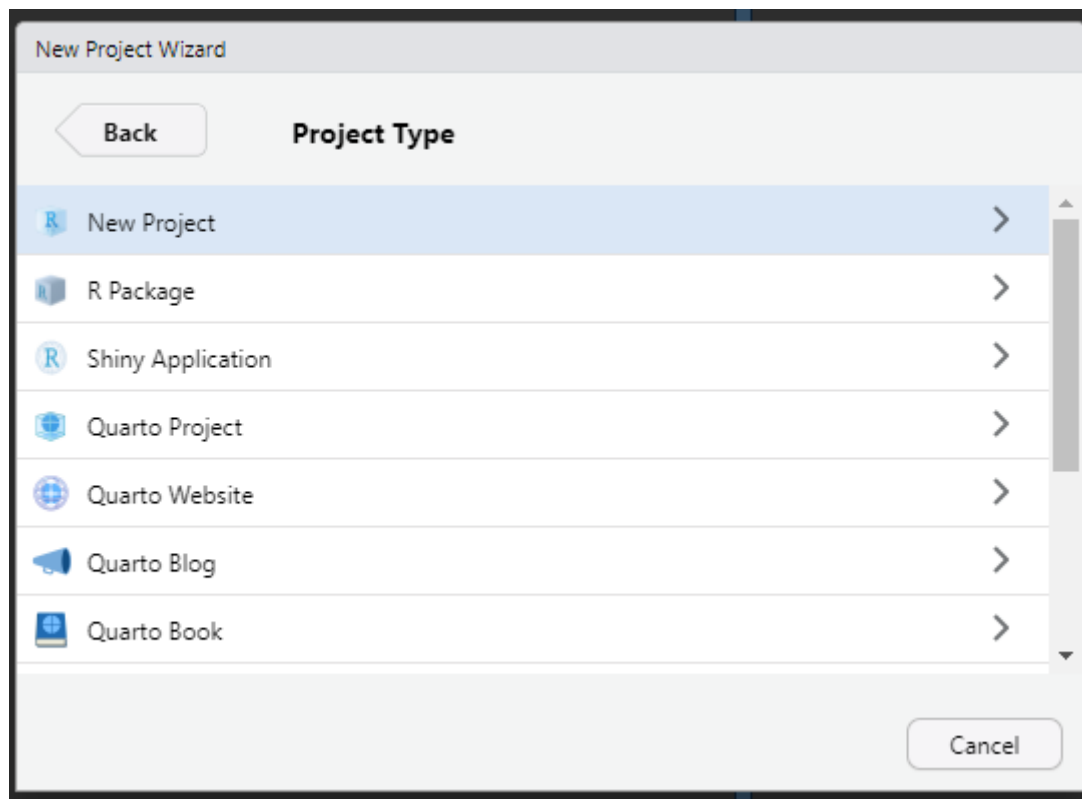 New Project Wizard
Back
Project Type
R New Project
R R Package
R Shiny Application
Quarto Project
Quarto Website
Quarto Blog
Quarto Book
Cancel